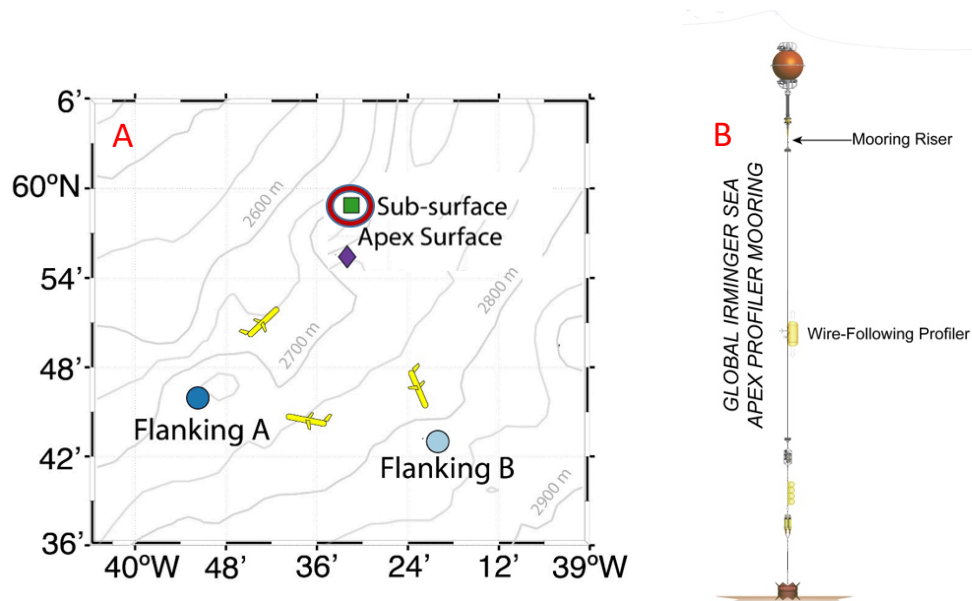 A
6’
60ºN
54’
48’
42’
36’
40ºW
48’
36’
24’
12’
39ºW
2600 m
2700 m
2800 m
2900 m
Sub-surface
Apex Surface
Flanking A
Flanking B
B
GLOBAL IRMINGER SEA
APEX PROFILER MOORING
Mooring Riser
Wire-Following Profiler